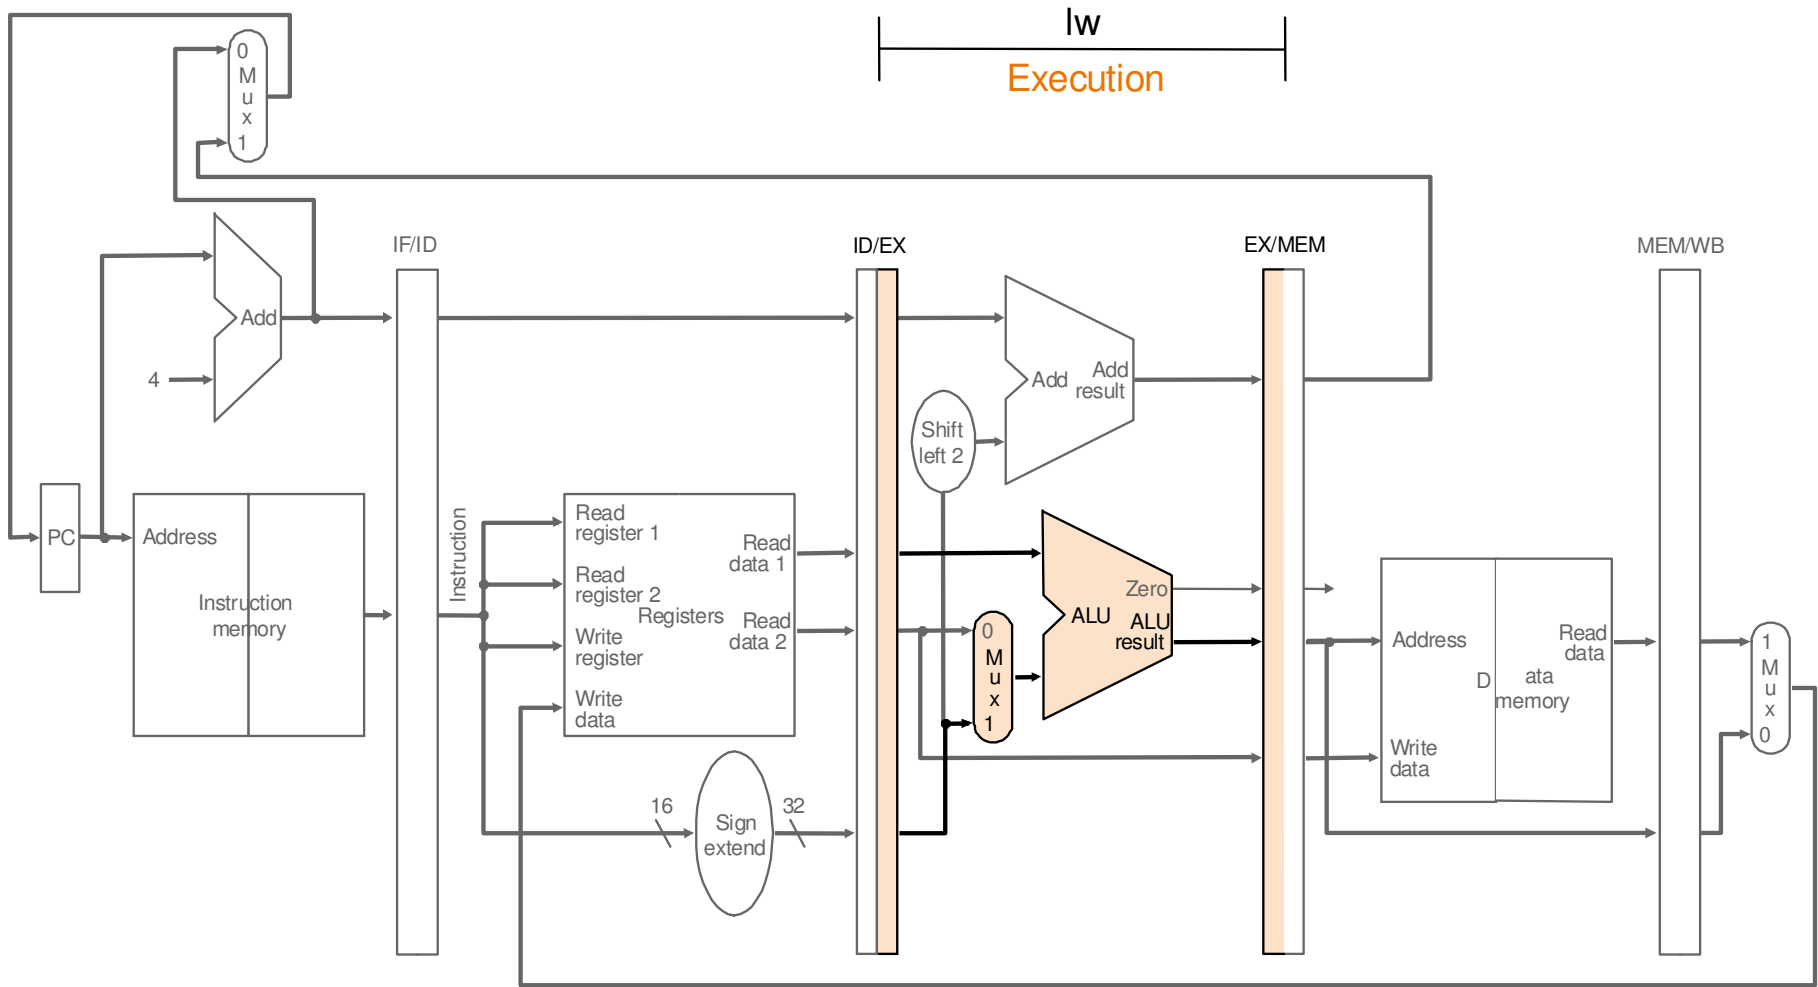 lw
Execution
0
M
u
x
1
IF/ID
ID/EX
EX/MEM
MEM/WB
Add
4
Add
Add
result
Shift
left 2
PC
Address
Instruction
memory
Instruction
Read
register 1
Read
register 2
Write
register
Write
data
Registers
Read
data 1
Read
data 2
16
Sign
extend
32
0
M
u
x
1
ALU
Zero
ALU
result
Address
Write
data
Read
data
D ata
memory
1
M
u
x
0